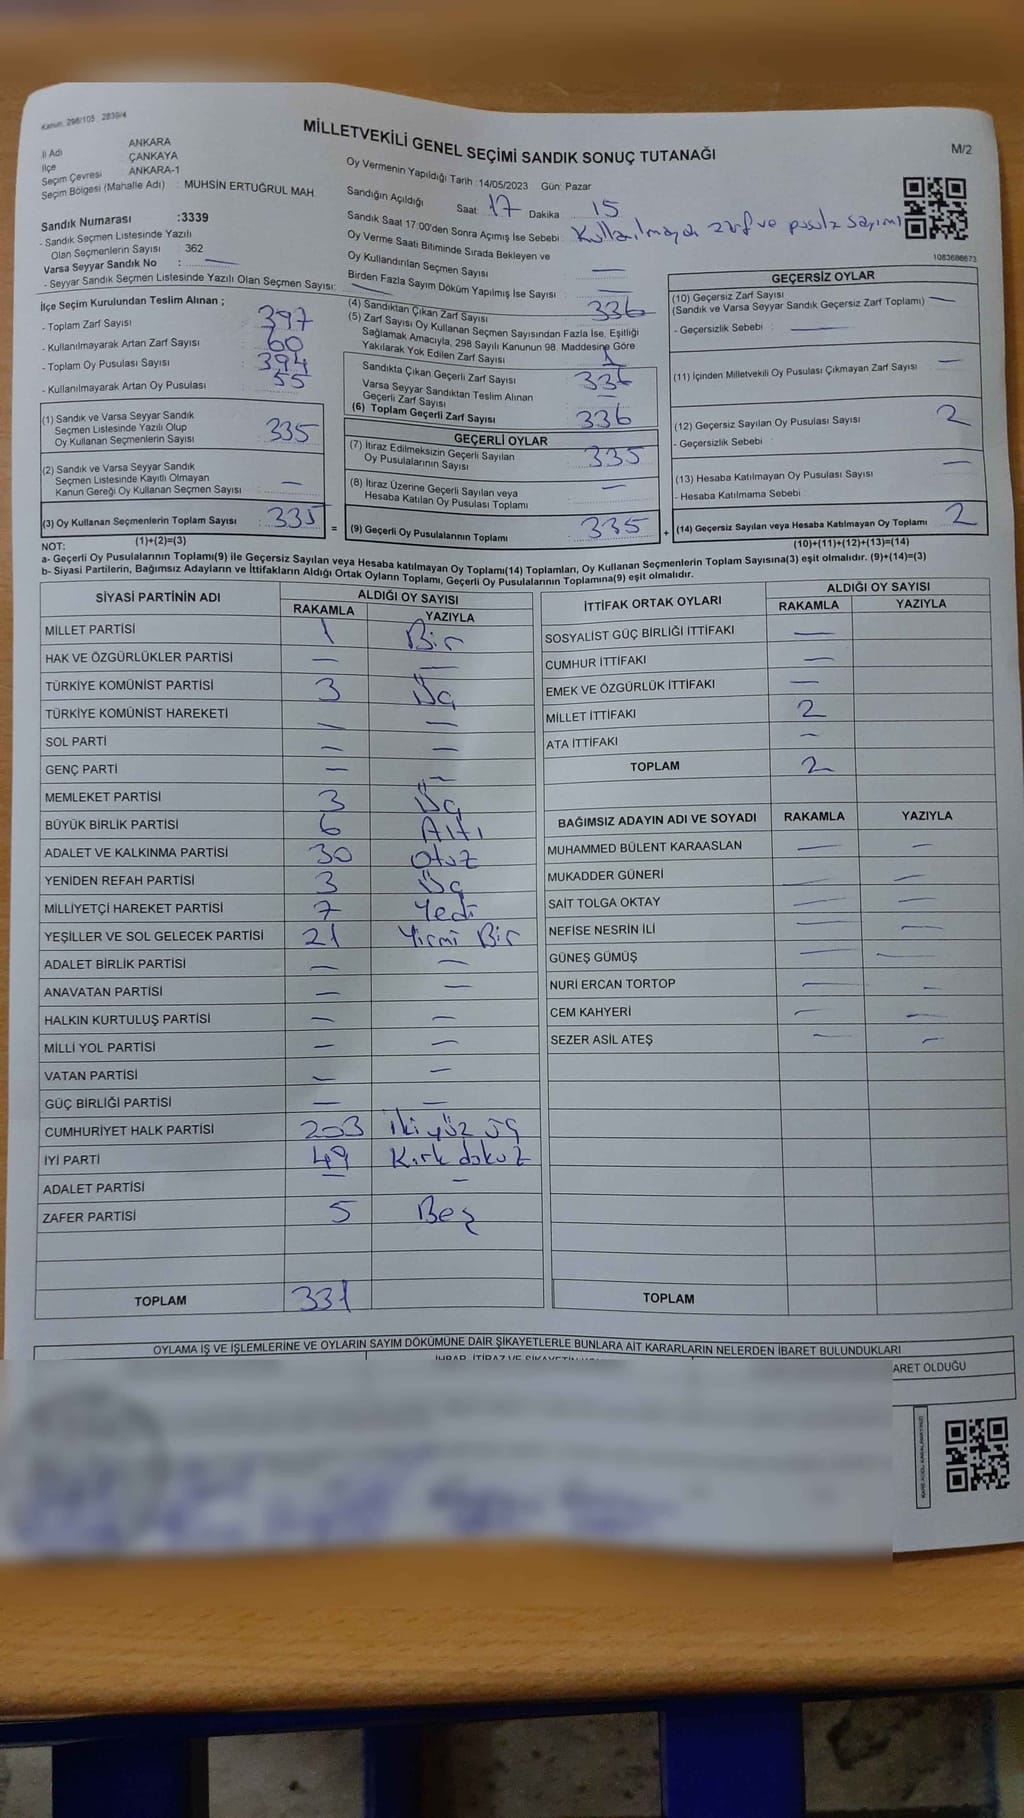 Kanun: 298/105 2839/4
MİLLETVEKİLİ GENEL SEÇİMİ SANDIK SONUÇ TUTANAĞI
M/2
İl Adı ANKARA
İlçe ÇANKAYA
Seçim Çevresi ANKARA-1
Seçim Bölgesi (Mahalle Adı) : MUHSİN ERTUĞRUL MAH
Sandık Numarası :3339
- Sandık Seçmen Listesinde Yazılı
Olan Seçmenlerin Sayısı : 362
Varsa Seyyar Sandık No : —
- Seyyar Sandık Seçmen Listesinde Yazılı Olan Seçmen Sayısı: —
Oy Vermenin Yapıldığı Tarih :14/05/2023 Gün: Pazar
Sandığın Açıldığı Saat: 17 Dakika : 15
Sandık Saat 17:00'den Sonra Açımış İse Sebebi : Kullanılmayan zarf ve pusula sayımı
Oy Verme Saati Bitiminde Sırada Bekleyen ve
Oy Kullandırılan Seçmen Sayısı —
Birden Fazla Sayım Döküm Yapılmış İse Sayısı —
1083686673
İlçe Seçim Kurulundan Teslim Alınan ;
- Toplam Zarf Sayısı 397
- Kullanılmayarak Artan Zarf Sayısı 60
- Toplam Oy Pusulası Sayısı 394
- Kullanılmayarak Artan Oy Pusulası 55
(1) Sandık ve Varsa Seyyar Sandık
Seçmen Listesinde Yazılı Olup
Oy Kullanan Seçmenlerin Sayısı 335
(2) Sandık ve Varsa Seyyar Sandık
Seçmen Listesinde Kayıtlı Olmayan
Kanun Gereği Oy Kullanan Seçmen Sayısı —
(3) Oy Kullanan Seçmenlerin Toplam Sayısı : 335 =
(1)+(2)=(3)
(4) Sandıktan Çıkan Zarf Sayısı 336
(5) Zarf Sayısı Oy Kullanan Seçmen Sayısından Fazla İse, Eşitliği
Sağlamak Amacıyla, 298 Sayılı Kanunun 98. Maddesine Göre
Yakılarak Yok Edilen Zarf Sayısı 1
Sandıkta Çıkan Geçerli Zarf Sayısı 336
Varsa Seyyar Sandıktan Teslim Alınan
Geçerli Zarf Sayısı —
(6) Toplam Geçerli Zarf Sayısı 336
GEÇERLİ OYLAR
(7) İtiraz Edilmeksizin Geçerli Sayılan
Oy Pusulalarının Sayısı 335
(8) İtiraz Üzerine Geçerli Sayılan veya
Hesaba Katılan Oy Pusulası Toplamı —
(9) Geçerli Oy Pusulalarının Toplamı 335 +
GEÇERSİZ OYLAR
(10) Geçersiz Zarf Sayısı
(Sandık ve Varsa Seyyar Sandık Geçersiz Zarf Toplamı) —
- Geçersizlik Sebebi : —
(11) İçinden Milletvekili Oy Pusulası Çıkmayan Zarf Sayısı —
(12) Geçersiz Sayılan Oy Pusulası Sayısı 2
- Geçersizlik Sebebi :
(13) Hesaba Katılmayan Oy Pusulası Sayısı —
- Hesaba Katılmama Sebebi :
(14) Geçersiz Sayılan veya Hesaba Katılmayan Oy Toplamı 2
(10)+(11)+(12)+(13)=(14)
NOT:
a- Geçerli Oy Pusulalarının Toplamı(9) ile Geçersiz Sayılan veya Hesaba katılmayan Oy Toplamı(14) Toplamları, Oy Kullanan Seçmenlerin Toplam Sayısına(3) eşit olmalıdır. (9)+(14)=(3)
b- Siyasi Partilerin, Bağımsız Adayların ve İttifakların Aldığı Ortak Oyların Toplamı, Geçerli Oy Pusulalarının Toplamına(9) eşit olmalıdır.
SİYASİ PARTİNİN ADI ALDIĞI OY SAYISI
RAKAMLA YAZIYLA
MİLLET PARTİSİ 1 Bir
HAK VE ÖZGÜRLÜKLER PARTİSİ — —
TÜRKİYE KOMÜNİST PARTİSİ 3 Üç
TÜRKİYE KOMÜNİST HAREKETİ — —
SOL PARTİ — —
GENÇ PARTİ — —
MEMLEKET PARTİSİ 3 Üç
BÜYÜK BİRLİK PARTİSİ 6 Altı
ADALET VE KALKINMA PARTİSİ 30 Otuz
YENİDEN REFAH PARTİSİ 3 Üç
MİLLİYETÇİ HAREKET PARTİSİ 7 Yedi
YEŞİLLER VE SOL GELECEK PARTİSİ 21 Yirmi Bir
ADALET BİRLİK PARTİSİ — —
ANAVATAN PARTİSİ — —
HALKIN KURTULUŞ PARTİSİ — —
MİLLİ YOL PARTİSİ — —
VATAN PARTİSİ — —
GÜÇ BİRLİĞİ PARTİSİ — —
CUMHURİYET HALK PARTİSİ 203 İki yüz üç
İYİ PARTİ 49 Kırk dokuz
ADALET PARTİSİ — —
ZAFER PARTİSİ 5 Beş
TOPLAM 331
İTTİFAK ORTAK OYLARI ALDIĞI OY SAYISI
RAKAMLA YAZIYLA
SOSYALİST GÜÇ BİRLİĞİ İTTİFAKI —
CUMHUR İTTİFAKI —
EMEK VE ÖZGÜRLÜK İTTİFAKI —
MİLLET İTTİFAKI 2
ATA İTTİFAKI —
TOPLAM 2
BAĞIMSIZ ADAYIN ADI VE SOYADI RAKAMLA YAZIYLA
MUHAMMED BÜLENT KARAASLAN — —
MUKADDER GÜNERİ — —
SAİT TOLGA OKTAY — —
NEFİSE NESRİN İLİ — —
GÜNEŞ GÜMÜŞ — —
NURİ ERCAN TORTOP — —
CEM KAHYERİ — —
SEZER ASİL ATEŞ — —
TOPLAM
OYLAMA İŞ VE İŞLEMLERİNE VE OYLARIN SAYIM DÖKÜMÜNE DAİR ŞİKAYETLERLE BUNLARA AİT KARARLARIN NELERDEN İBARET BULUNDUKLARI
İHBAR, İTİRAZ VE
ARET OLDUĞU